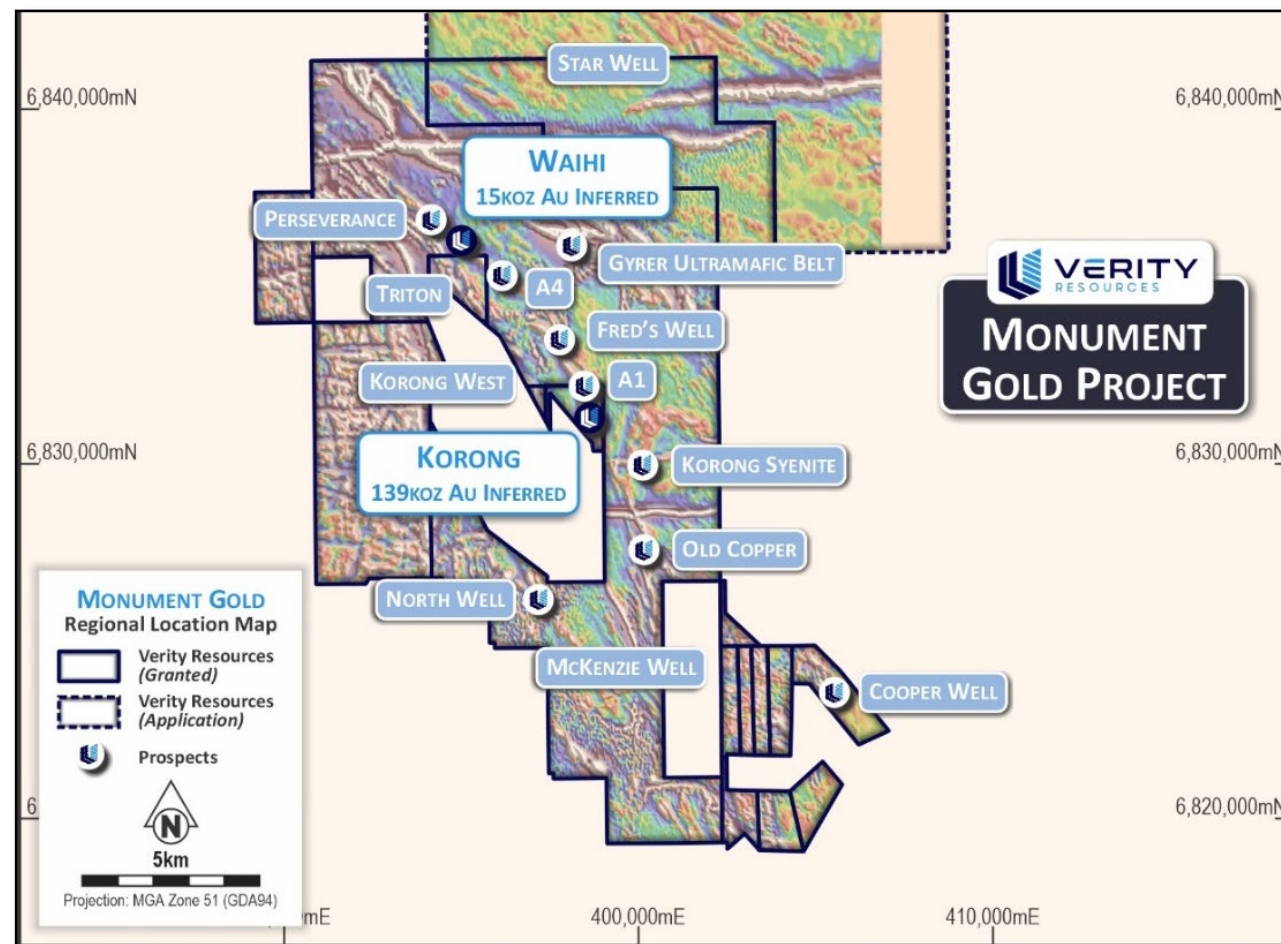 STAR WELL
6,840,000mN
6,840,000mN
WAIHI
15KOZ AU INFERRED
PERSEVERANCE
GYRER ULTRAMAFIC BELT
VERITY
RESOURCES
TRITON
A4
MONUMENT
GOLD PROJECT
FRED'S WELL
KORONG WEST
A1
6,830,000mN
6,830,000mN
KORONG
139KOZ AU INFERRED
KORONG SYENITE
OLD COPPER
NORTH WELL
MCKENZIE WELL
COOPER WELL
MONUMENT GOLD
Regional Location Map
Verity Resources
(Granted)
Verity Resources
(Application)
Prospects
N
5km
Projection: MGA Zone 51 (GDA94)
6,820,000mN
400,000mE
410,000mE